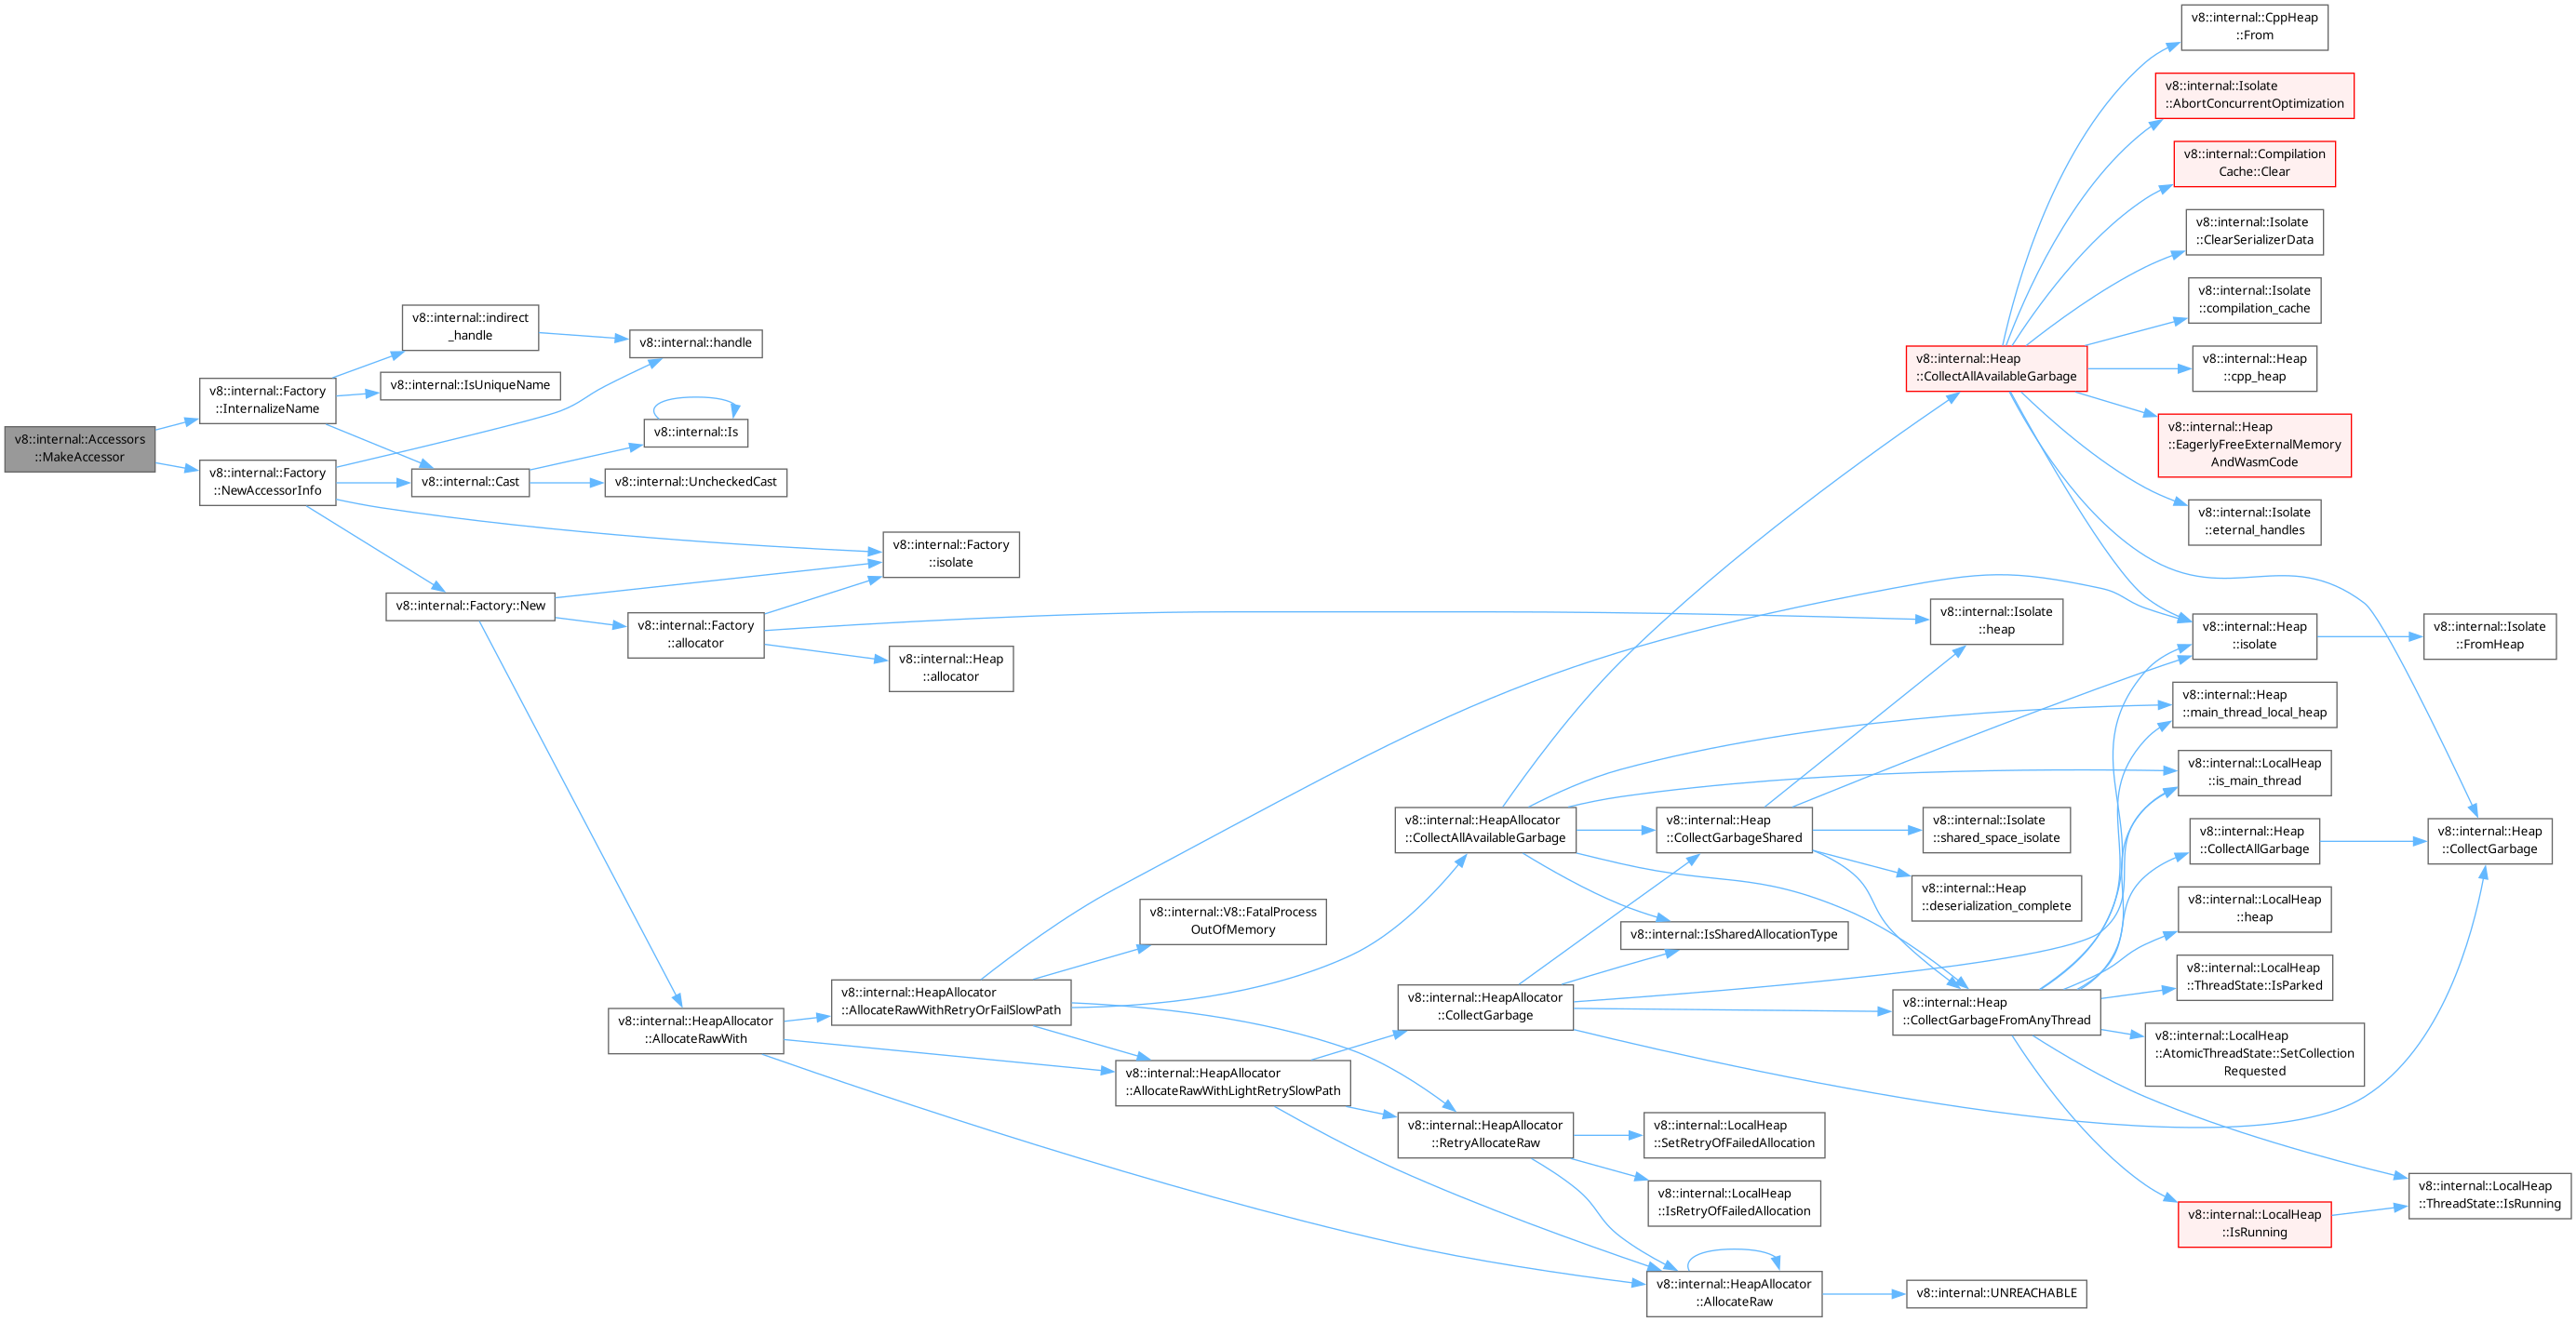 v8::internal::Accessors
::MakeAccessor
v8::internal::Factory
::InternalizeName
v8::internal::indirect
_handle
v8::internal::handle
v8::internal::IsUniqueName
v8::internal::Cast
v8::internal::Is
v8::internal::UncheckedCast
v8::internal::Factory
::NewAccessorInfo
v8::internal::Factory
::isolate
v8::internal::Factory::New
v8::internal::Factory
::allocator
v8::internal::Isolate
::heap
v8::internal::Heap
::allocator
v8::internal::HeapAllocator
::AllocateRawWith
v8::internal::HeapAllocator
::AllocateRawWithRetryOrFailSlowPath
v8::internal::V8::FatalProcess
OutOfMemory
v8::internal::HeapAllocator
::AllocateRawWithLightRetrySlowPath
v8::internal::HeapAllocator
::CollectAllAvailableGarbage
v8::internal::HeapAllocator
::CollectGarbage
v8::internal::HeapAllocator
::RetryAllocateRaw
v8::internal::Heap
::CollectGarbageShared
v8::internal::IsSharedAllocationType
v8::internal::LocalHeap
::SetRetryOfFailedAllocation
v8::internal::LocalHeap
::IsRetryOfFailedAllocation
v8::internal::HeapAllocator
::AllocateRaw
v8::internal::UNREACHABLE
v8::internal::Heap
::CollectAllAvailableGarbage
v8::internal::Isolate
::shared_space_isolate
v8::internal::Heap
::deserialization_complete
v8::internal::Heap
::CollectGarbageFromAnyThread
v8::internal::CppHeap
::From
v8::internal::Isolate
::AbortConcurrentOptimization
v8::internal::Compilation
Cache::Clear
v8::internal::Isolate
::ClearSerializerData
v8::internal::Isolate
::compilation_cache
v8::internal::Heap
::cpp_heap
v8::internal::Heap
::EagerlyFreeExternalMemory
AndWasmCode
v8::internal::Isolate
::eternal_handles
v8::internal::Heap
::isolate
v8::internal::Isolate
::FromHeap
v8::internal::Heap
::main_thread_local_heap
v8::internal::LocalHeap
::is_main_thread
v8::internal::Heap
::CollectAllGarbage
v8::internal::Heap
::CollectGarbage
v8::internal::LocalHeap
::heap
v8::internal::LocalHeap
::ThreadState::IsParked
v8::internal::LocalHeap
::AtomicThreadState::SetCollection
Requested
v8::internal::LocalHeap
::IsRunning
v8::internal::LocalHeap
::ThreadState::IsRunning